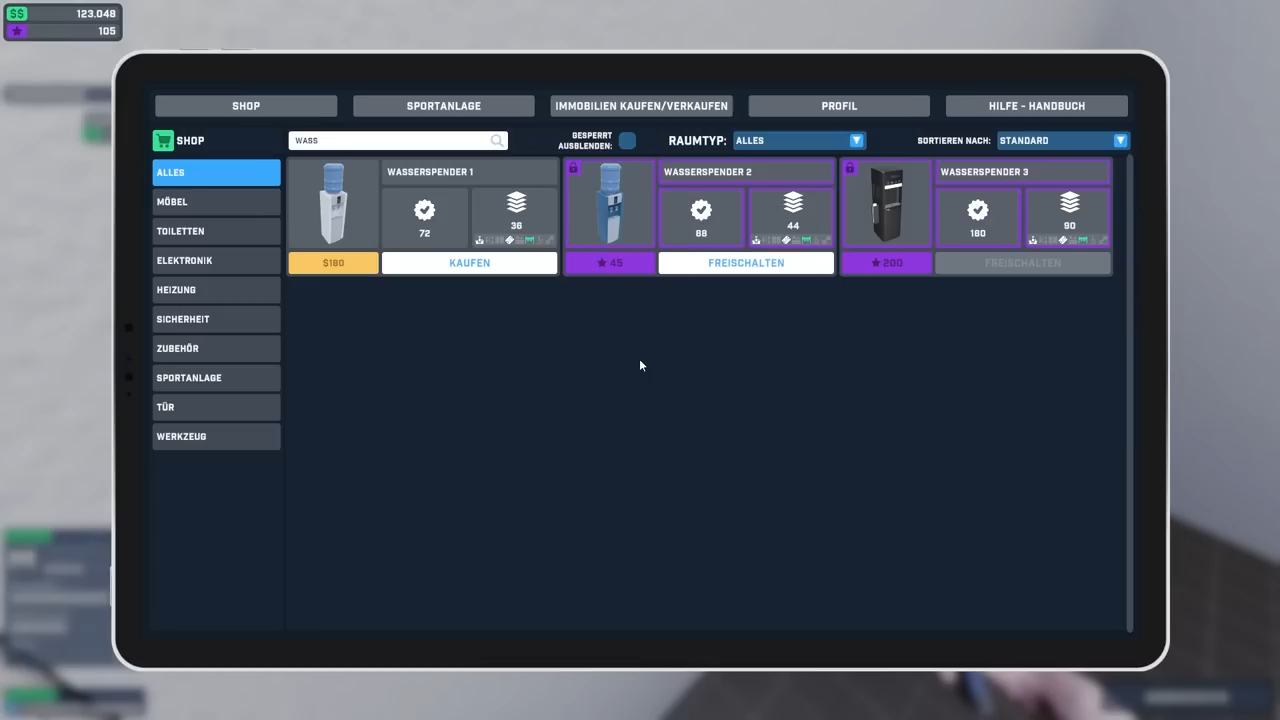 $$ 123.048
105
SHOP
SPORTANLAGE
IMMOBILIEN KAUFEN/VERKAUFEN
PROFIL
HILFE - HANDBUCH
SHOP
WASS
GESPERRT
AUSBLENDEN:
RAUMTYP:
ALLES
SORTIEREN NACH:
STANDARD
ALLES
MÖBEL
TOILETTEN
ELEKTRONIK
HEIZUNG
SICHERHEIT
ZUBEHÖR
SPORTANLAGE
TÜR
WERKZEUG
WASSERSPENDER 1
72
36
$180
KAUFEN
WASSERSPENDER 2
88
44
45
FREISCHALTEN
WASSERSPENDER 3
180
90
200
FREISCHALTEN